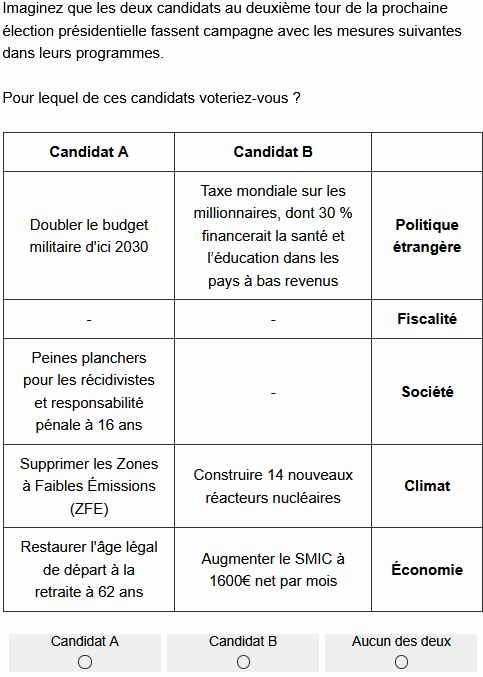 Imaginez que les deux candidats au deuxième tour de la prochaine
élection présidentielle fassent campagne avec les mesures suivantes
dans leurs programmes.
Pour lequel de ces candidats voteriez-vous ?
Candidat A
Candidat B
Doubler le budget
militaire d'ici 2030
Taxe mondiale sur les
millionnaires, dont 30 %
financerait la santé et
l'éducation dans les
pays à bas revenus
Politique
étrangère
-
-
Fiscalité
Peines planchers
pour les récidivistes
et responsabilité
pénale à 16 ans
-
Société
Supprimer les Zones
à Faibles Émissions
(ZFE)
Construire 14 nouveaux
réacteurs nucléaires
Climat
Restaurer l'âge légal
de départ à la
retraite à 62 ans
Augmenter le SMIC à
1600€ net par mois
Économie
Candidat A
Candidat B
Aucun des deux